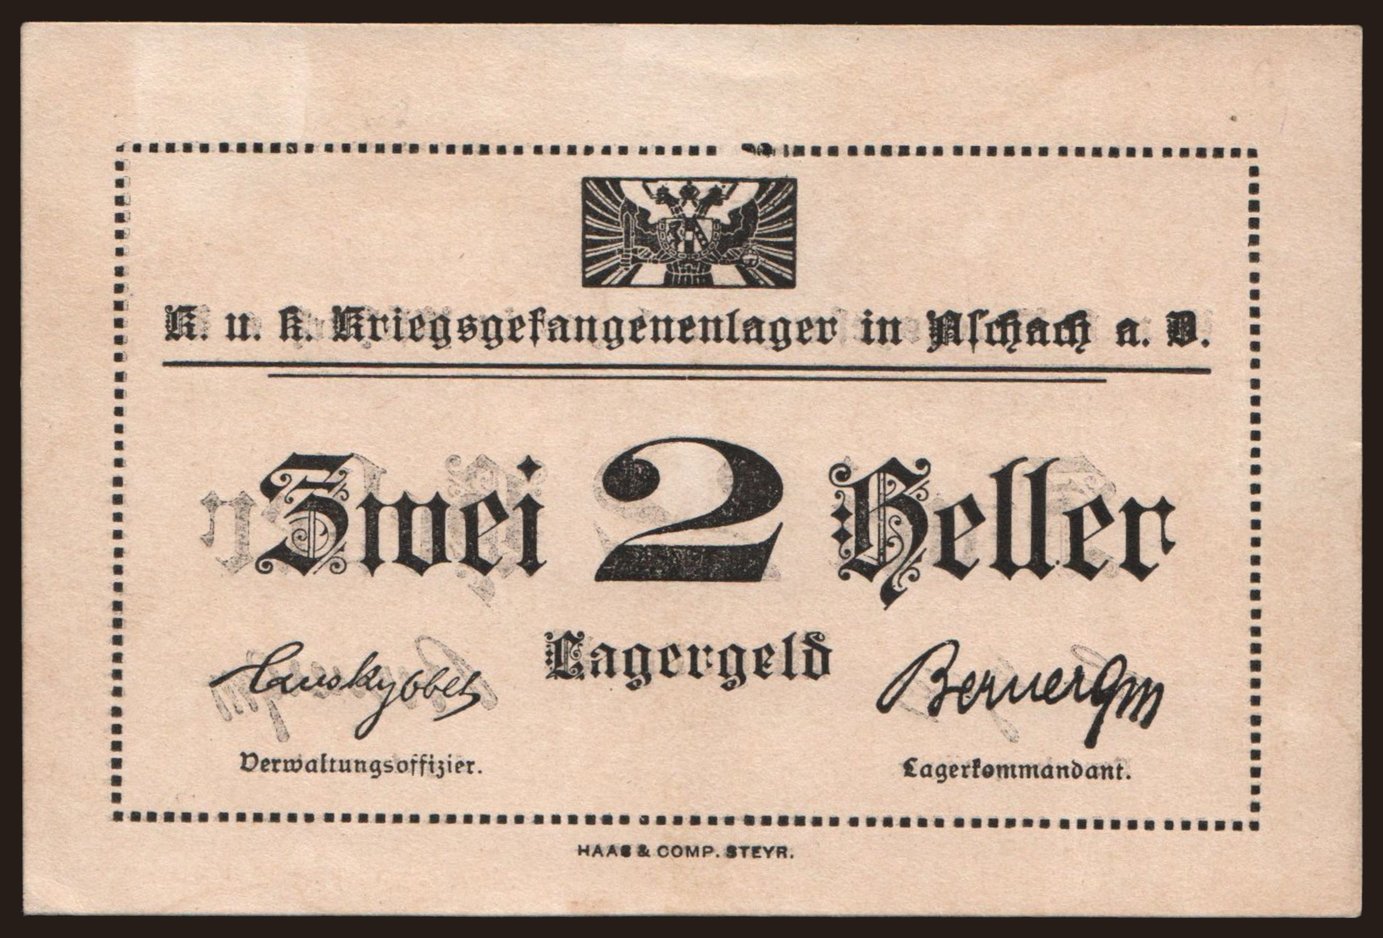 K. u. k. Kriegsgefangenenlager in Aschach a. D.
Zwei 2 Heller
Lagergeld
Verwaltungsoffizier.
Lagerkommandant.
HAAS & COMP. STEYR.